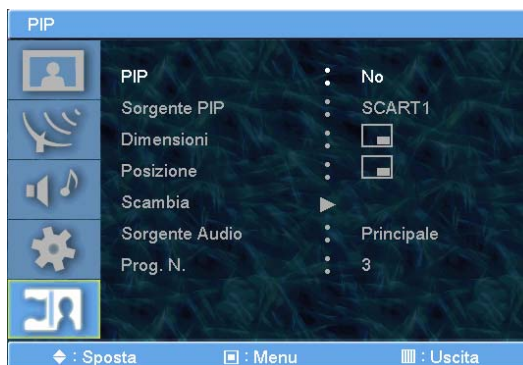 PIP
PIP : No
Sorgente PIP : SCART1
Dimensioni :
Posizione :
Scambia
Sorgente Audio : Principale
Prog. N. : 3
: Sposta : Menu : Uscita